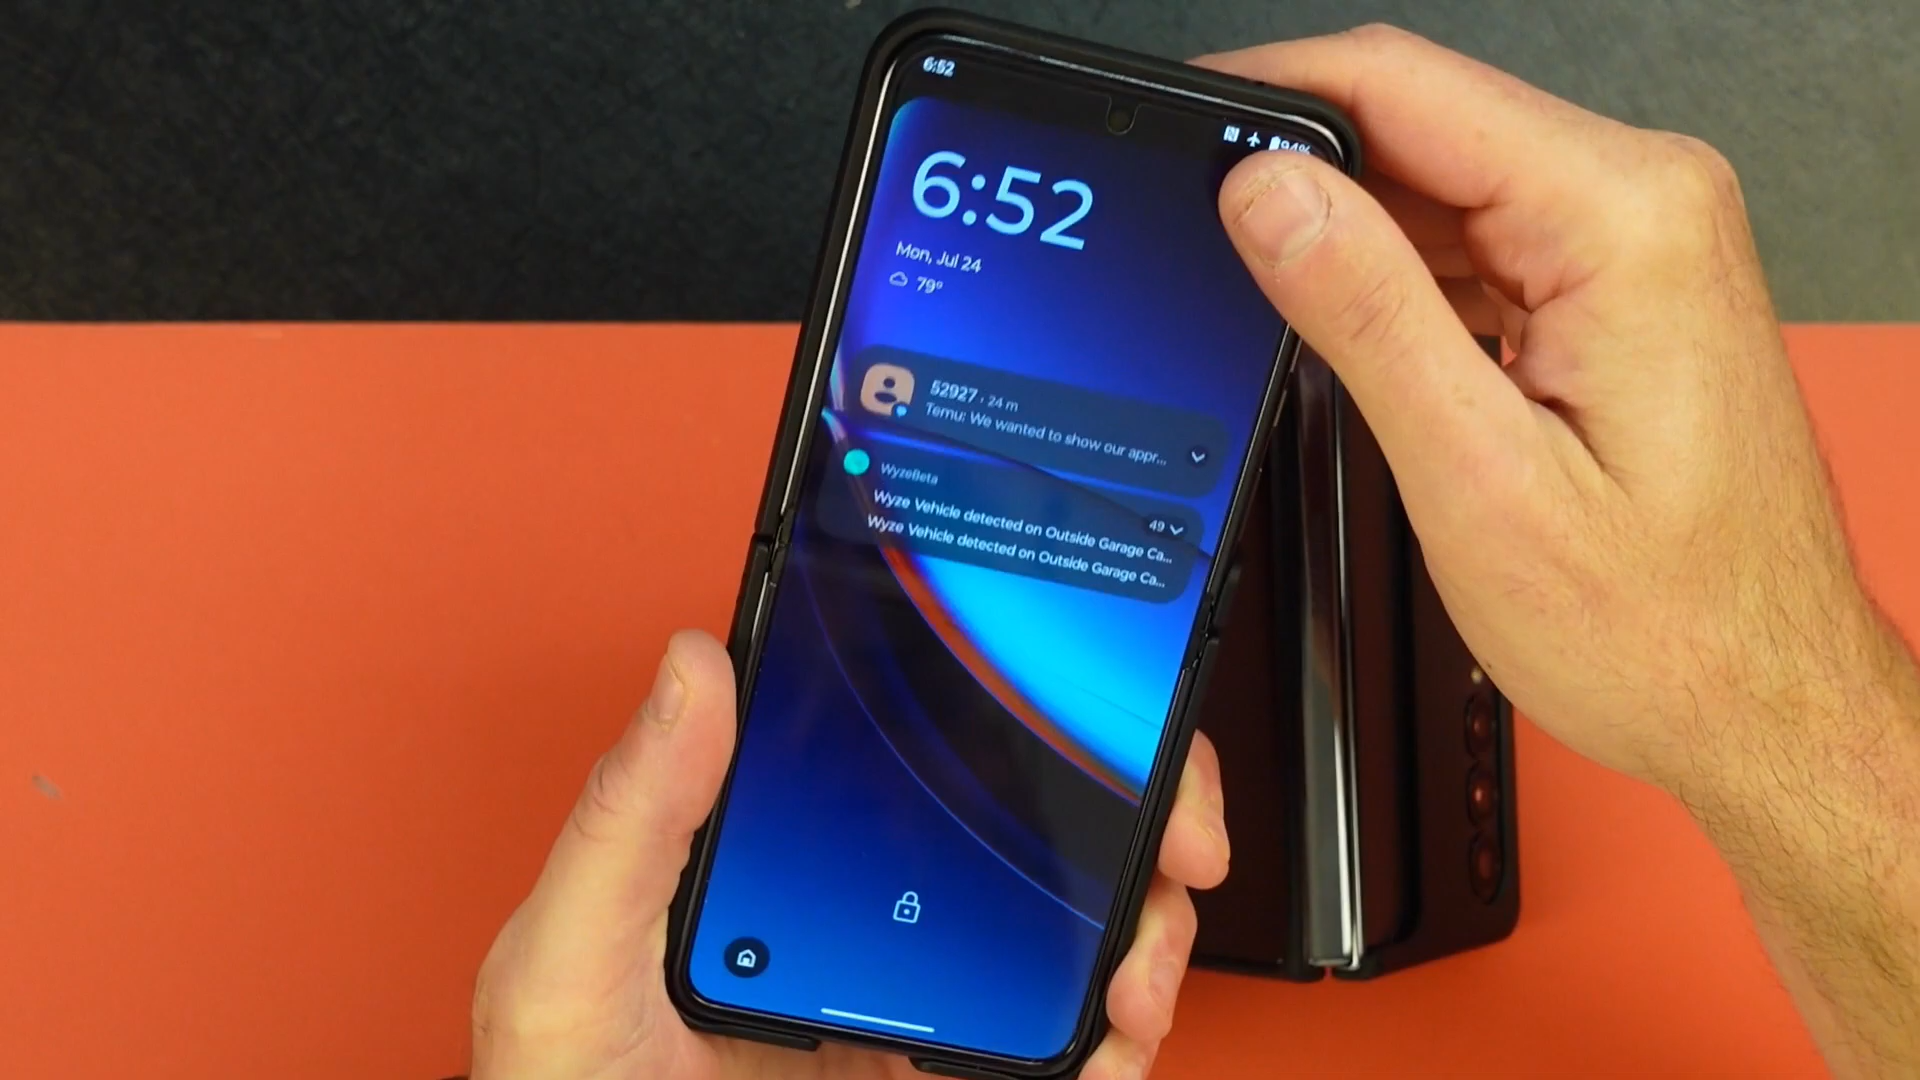 6:52
94%
6:52
Mon, Jul 24
79°
52927 · 24 m
Temu: We wanted to show our appr...
WyzeBeta
Wyze Vehicle detected on Outside Garage Ca...
49
Wyze Vehicle detected on Outside Garage Ca...